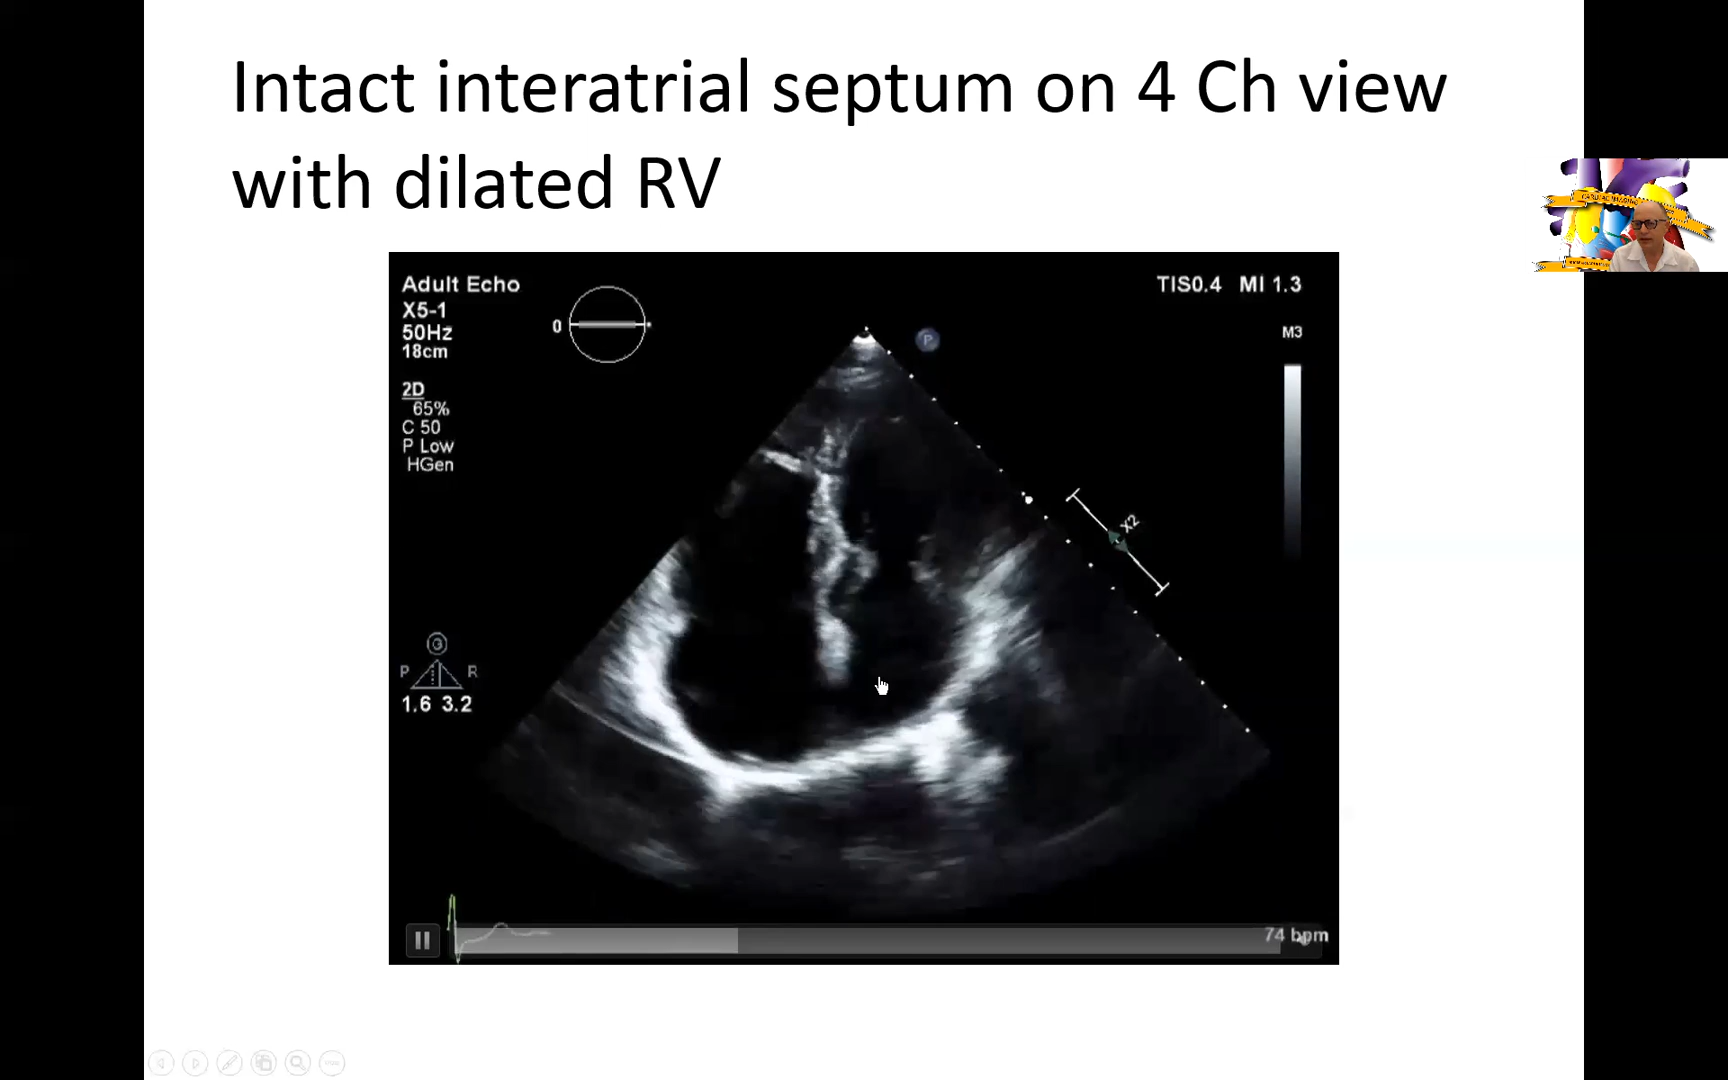 Intact interatrial septum on 4 Ch view
with dilated RV
Adult Echo
X5-1
50Hz
18cm
2D
65%
C 50
P Low
HGen
0
P
TIS0.4 MI 1.3
M3
X2
G
P R
1.6 3.2
74 bpm